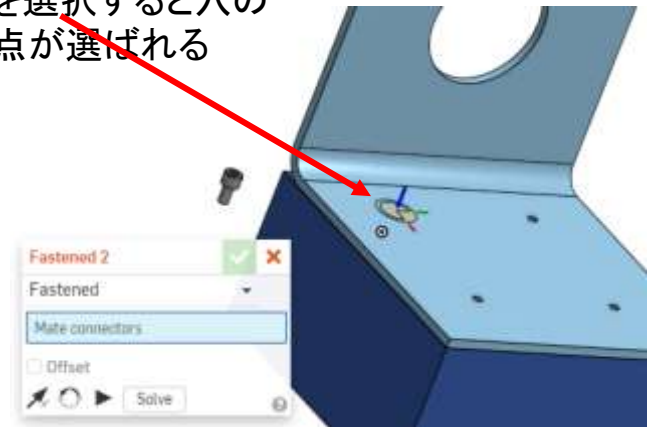 を選択すると穴の
点が選ばれる
Fastened 2
Fastened
Mate connectors
Offset
Solve